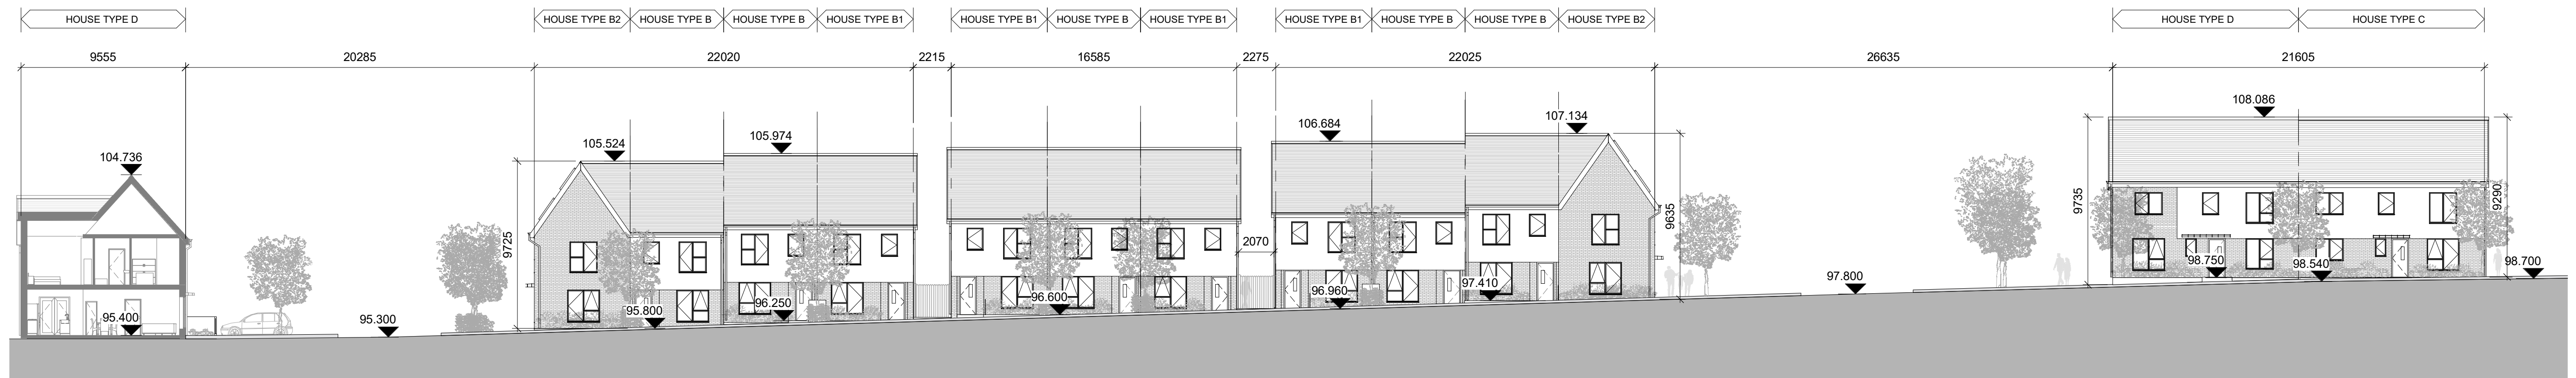 HOUSE TYPE D
HOUSE TYPE B2
HOUSE TYPE B
HOUSE TYPE B
HOUSE TYPE B1
HOUSE TYPE B1
HOUSE TYPE B
HOUSE TYPE B1
HOUSE TYPE B1
HOUSE TYPE B
HOUSE TYPE B
HOUSE TYPE B2
HOUSE TYPE D
HOUSE TYPE C
9555
20285
22020
2215
16585
2275
22025
26635
21605
104.736
105.524
105.974
106.684
107.134
108.086
9725
2070
9635
9735
9290
95.400
95.300
95.800
96.250
96.600
96.960
97.410
97.800
98.750
98.540
98.700